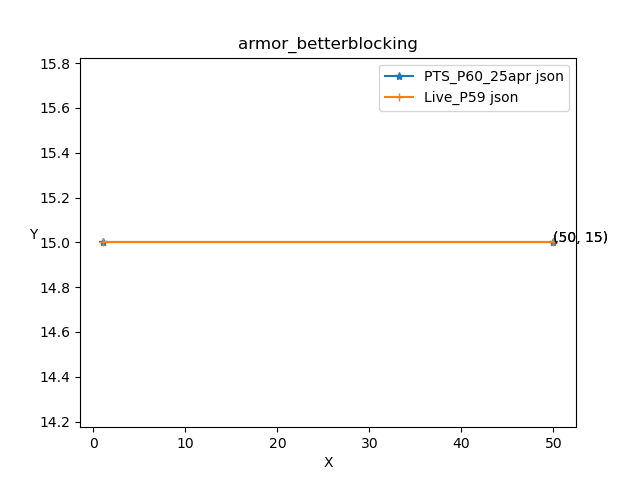 armor_betterblocking
PTS_P60_25apr json
Live_P59 json
15.8
15.6
15.4
15.2
Y
15.0
(50, 15)
14.8
14.6
14.4
14.2
0 10 20 30 40 50
X